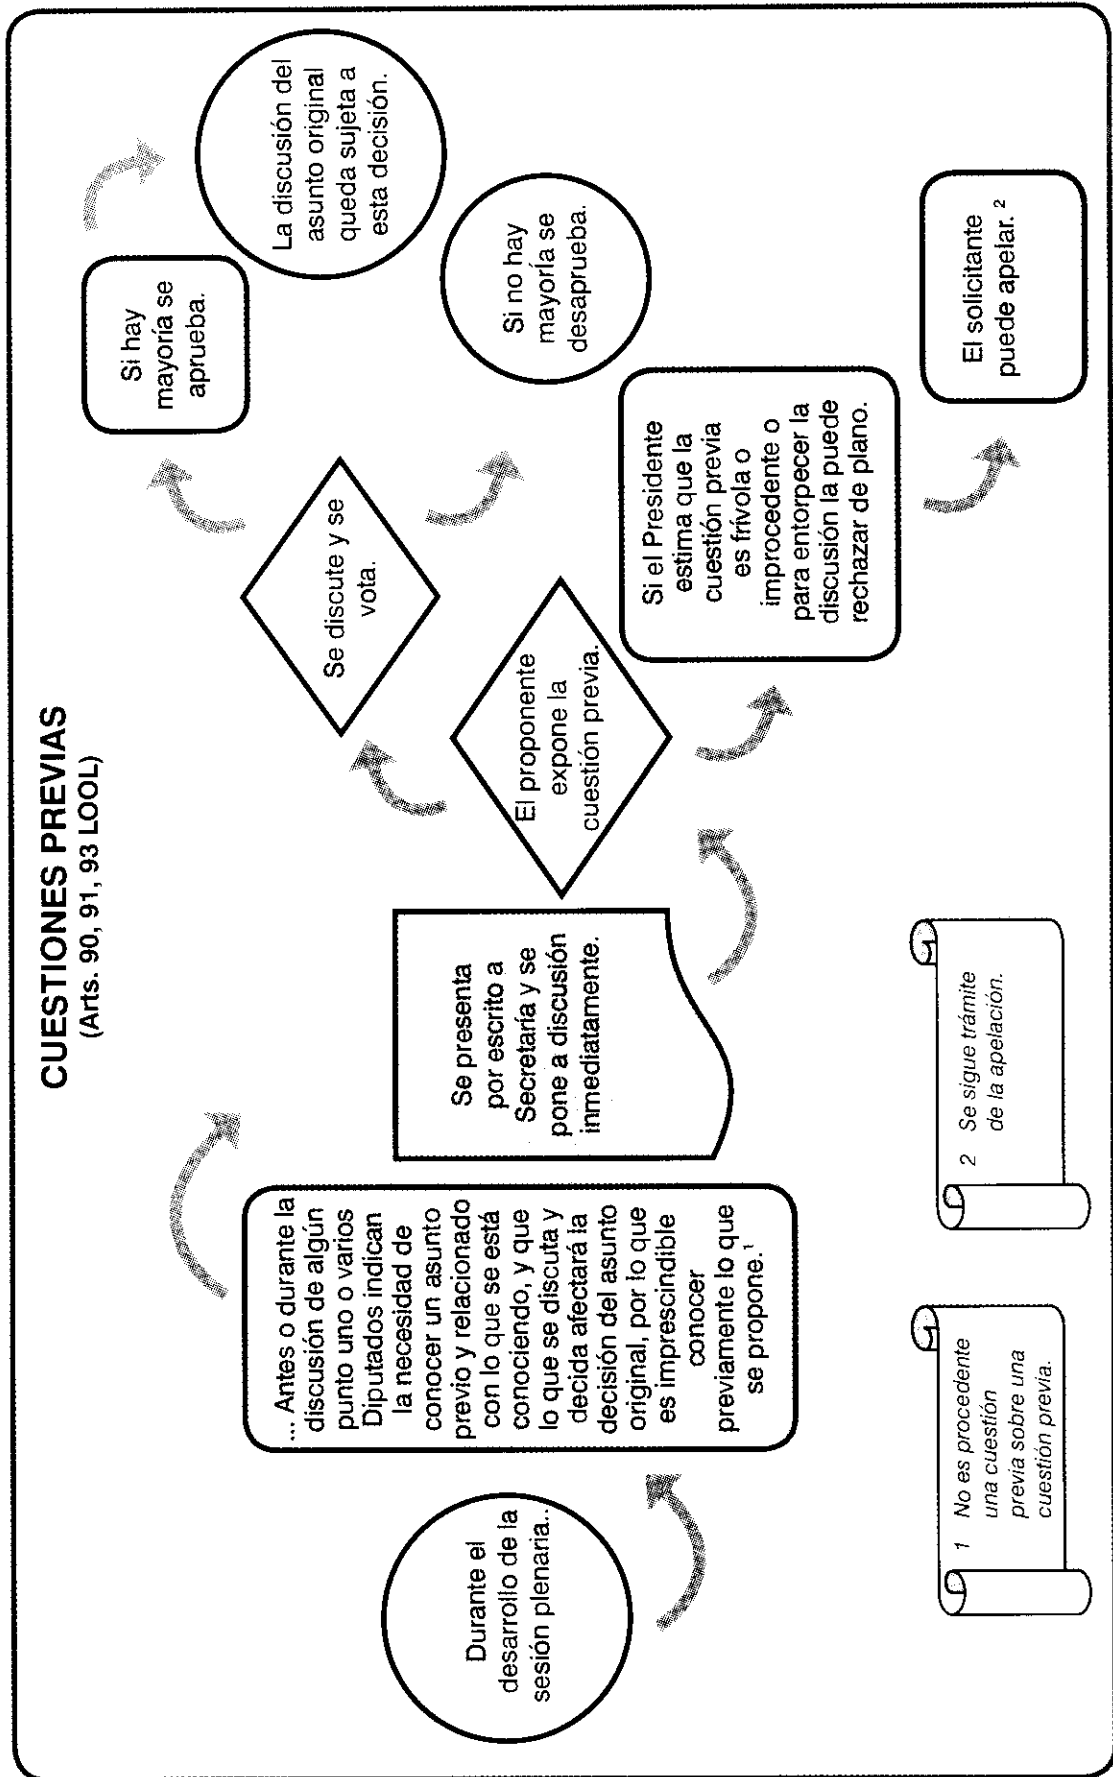 CUESTIONES PREVIAS
(Arts. 90, 91, 93 LOOL)
Durante el
desarrollo de la
sesión plenaria...
... Antes o durante la
discusión de algún
punto uno o varios
Diputados indican
la necesidad de
conocer un asunto
previo y relacionado
con lo que se está
conociendo, y que
lo que se discuta y
decida afectará la
decisión del asunto
original, por lo que
es imprescindible
conocer
previamente lo que
se propone.¹
Se presenta
por escrito a
Secretaría y se
pone a discusión
inmediatamente.
El proponente
expone la
cuestión previa.
Se discute y se
vota.
Si hay
mayoría se
aprueba.
La discusión del
asunto original
queda sujeta a
esta decisión.
Si no hay
mayoría se
desaprueba.
Si el Presidente
estima que la
cuestión previa
es frívola o
improcedente o
para entorpecer la
discusión la puede
rechazar de plano.
El solicitante
puede apelar. ²
1 No es procedente
una cuestión
previa sobre una
cuestión previa.
2 Se sigue trámite
de la apelación.